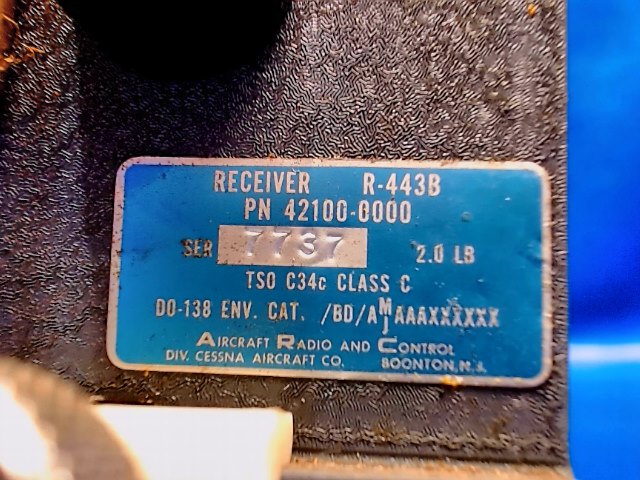 RECEIVER R-443B
PN 42100-0000
SER 7737 2.0 LB
TSO C34c CLASS C
DO-138 ENV. CAT. /BD/AMJAAAXXXXXX
AIRCRAFT RADIO AND CONTROL
DIV. CESSNA AIRCRAFT CO. BOONTON, N.J.